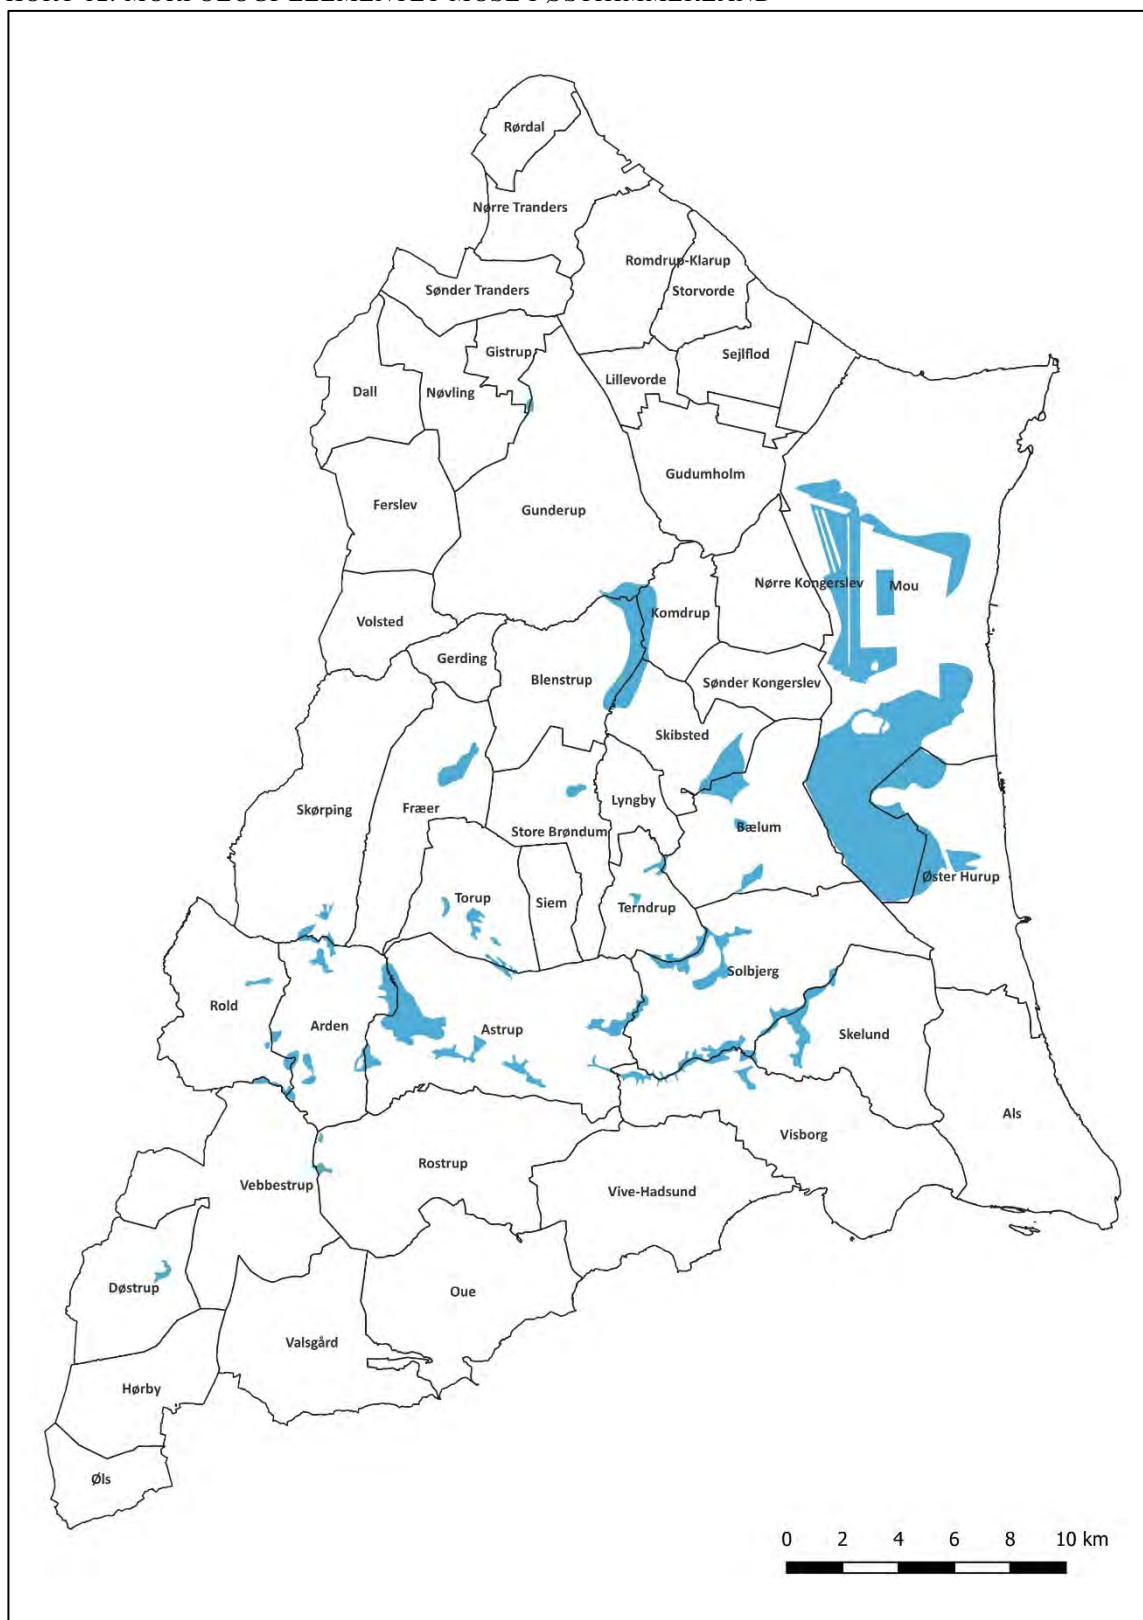 Rørdal
Nørre Tranders
Romdrup-Klarup
Sønder Tranders
Storvorde
Gistrup
Sejlflod
Lillevorde
Dall
Nøvling
Gudumholm
Ferslev
Gunderup
Nørre Kongerslev
Mou
Komdrup
Volsted
Gerding
Blenstrup
Sønder Kongerslev
Skibsted
Skørping
Fræer
Lyngby
Store Brøndum
Bælum
Øster Hurup
Torup
Siem
Terndrup
Solbjerg
Rold
Arden
Astrup
Skelund
Als
Visborg
Rostrup
Vebbestrup
Vive-Hadsund
Døstrup
Oue
Valsgård
Hørby
Øls
0 2 4 6 8 10 km